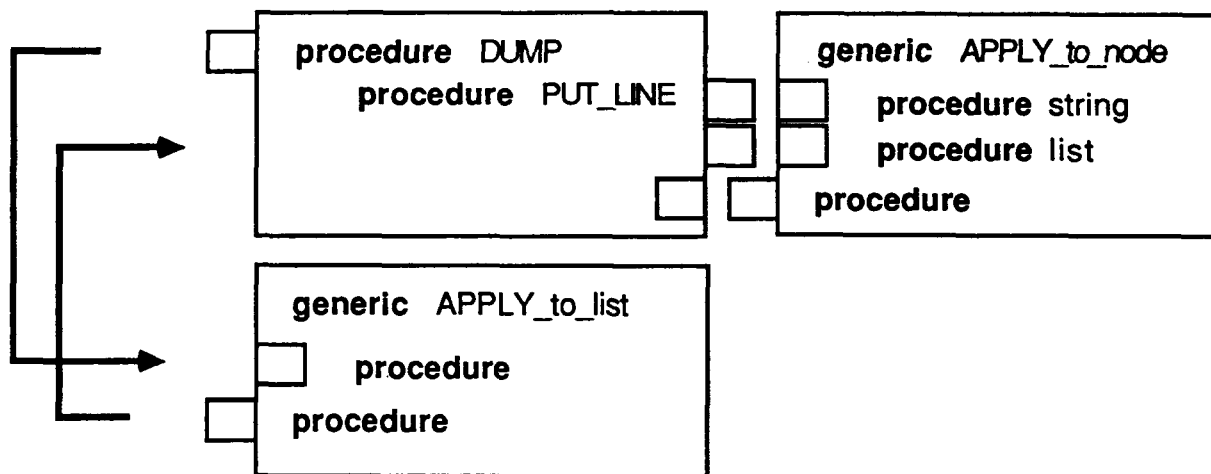 procedure DUMP
procedure PUT_LINE
generic APPLY_to_node
procedure string
procedure list
procedure
generic APPLY_to_list
procedure
procedure